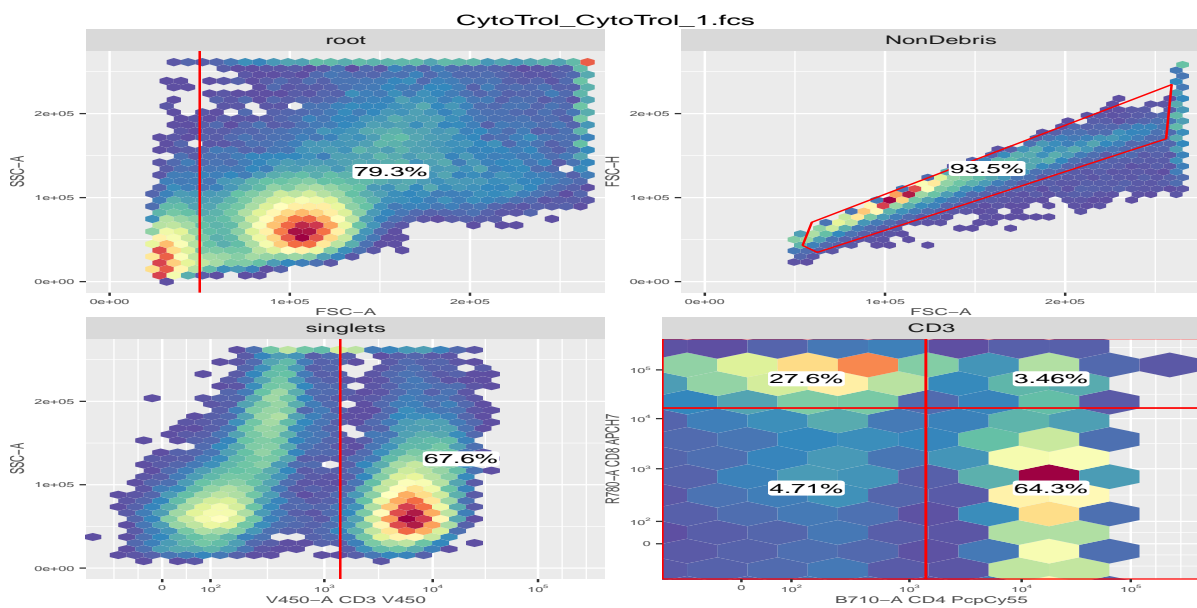 CytoTrol_CytoTrol_1.fcs
root
2e+05
1e+05
0e+00
SSC-A
79.3%
0e+00 1e+05 2e+05
FSC-A
NonDebris
2e+05
1e+05
0e+00
FSC-H
93.5%
0e+00 1e+05 2e+05
FSC-A
singlets
2e+05
1e+05
0e+00
SSC-A
67.6%
0 10² 10³ 10⁴ 10⁵
V450-A CD3 V450
CD3
10⁵
10⁴
10³
10²
0
R780-A CD8 APCH7
27.6% 3.46%
4.71% 64.3%
0 10² 10³ 10⁴ 10⁵
B710-A CD4 PcpCy55